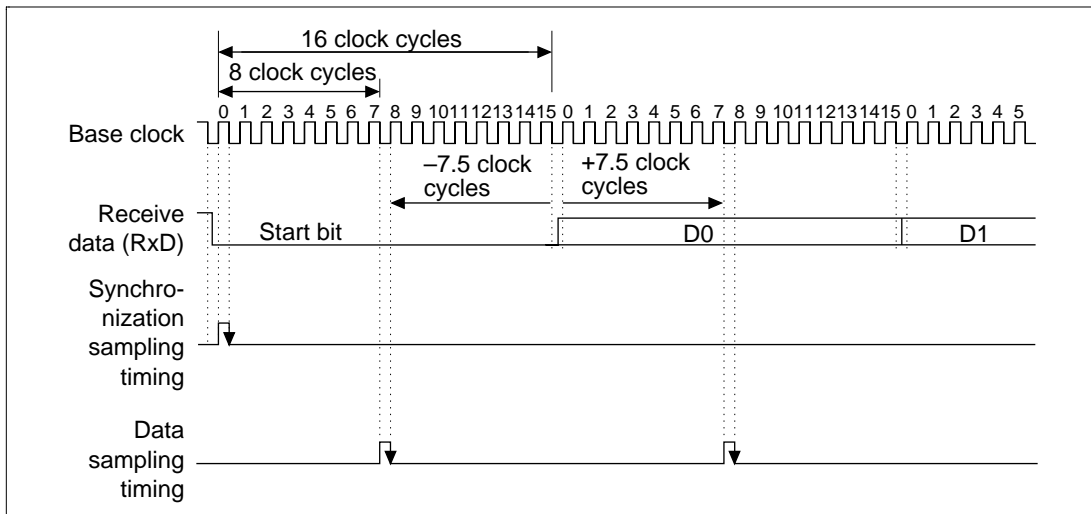 16 clock cycles
8 clock cycles
0 1 2 3 4 5 6 7 8 9 10 11 12 13 14 15 0 1 2 3 4 5 6 7 8 9 10 11 12 13 14 15 0 1 2 3 4 5
Base clock
–7.5 clock
cycles
+7.5 clock
cycles
Receive
data (RxD)
Start bit
D0
D1
Synchro-
nization
sampling
timing
Data
sampling
timing